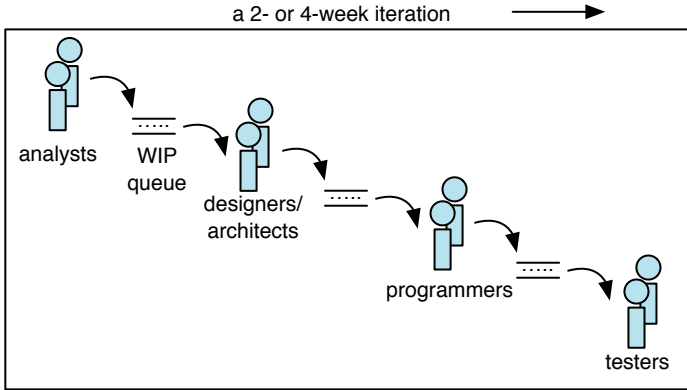 a 2- or 4-week iteration
analysts
WIP
queue
designers/
architects
programmers
testers